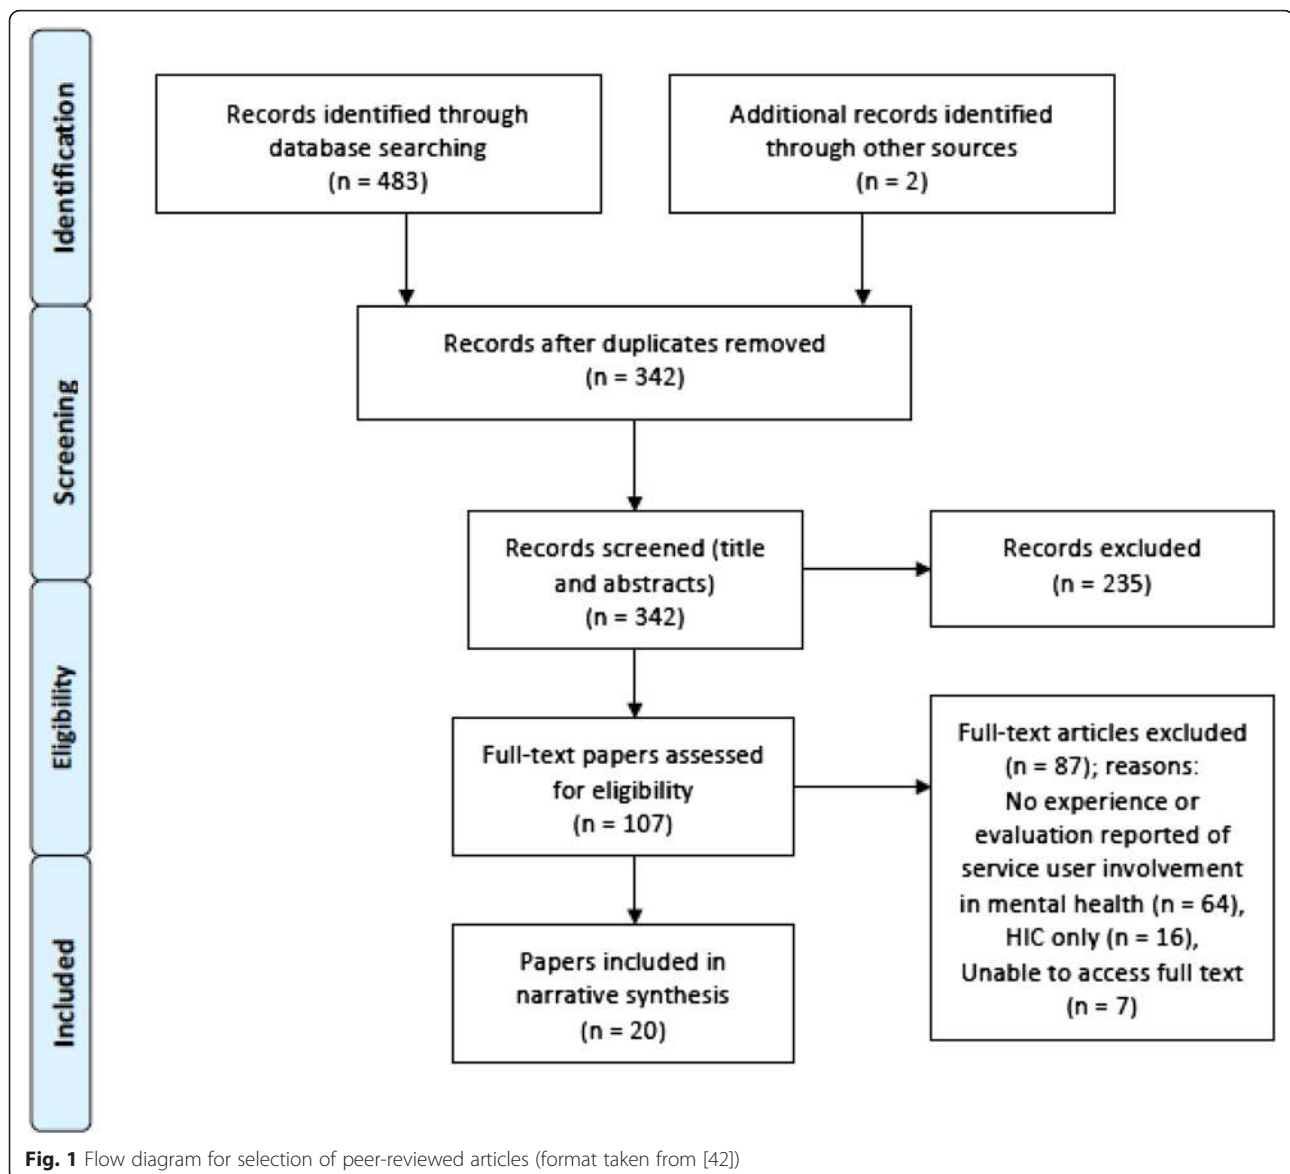 Identification
Records identified through
database searching
(n = 483)
Additional records identified
through other sources
(n = 2)
Screening
Records after duplicates removed
(n = 342)
Records screened (title
and abstracts)
(n = 342)
Records excluded
(n = 235)
Eligibility
Full-text papers assessed
for eligibility
(n = 107)
Full-text articles excluded
(n = 87); reasons:
No experience or
evaluation reported of
service user involvement
in mental health (n = 64),
HIC only (n = 16),
Unable to access full text
(n = 7)
Included
Papers included in
narrative synthesis
(n = 20)
Fig. 1 Flow diagram for selection of peer-reviewed articles (format taken from [42])